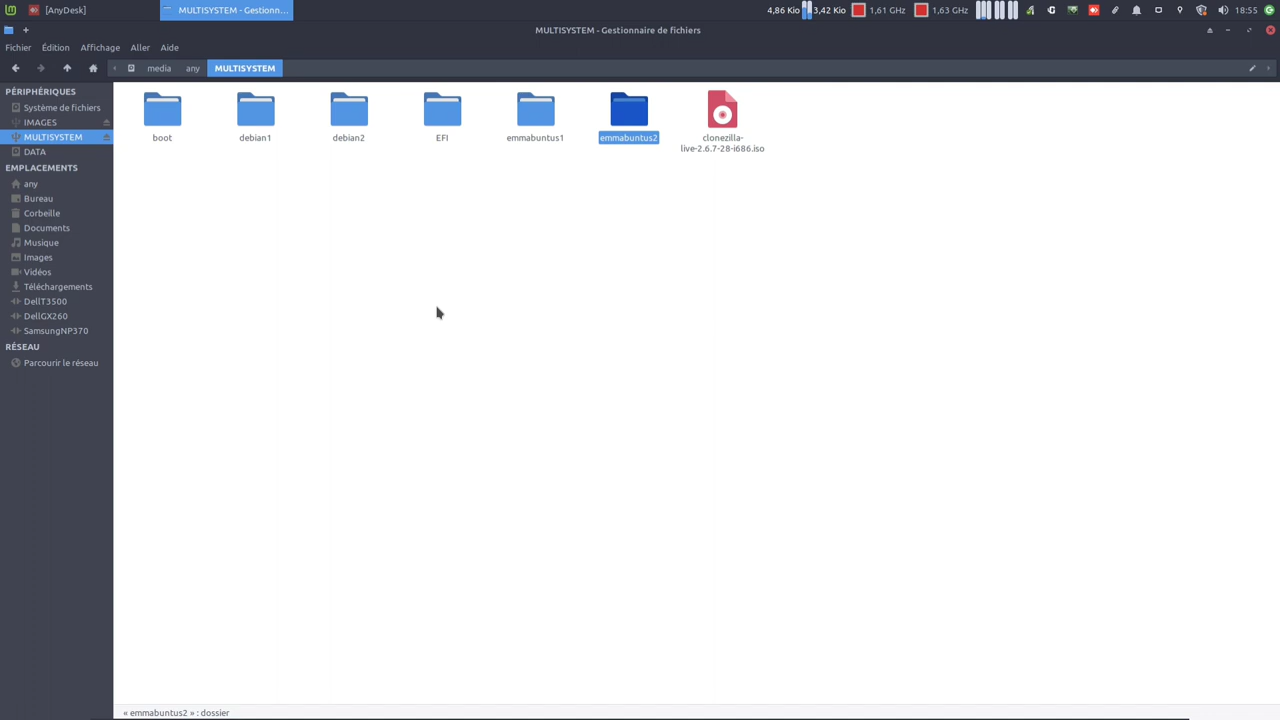 [AnyDesk]
MULTISYSTEM - Gestionn...
4,86 Kio
3,42 Kio
1,61 GHz
1,63 GHz
18:55
MULTISYSTEM - Gestionnaire de fichiers
Fichier
Édition
Affichage
Aller
Aide
media
any
MULTISYSTEM
PÉRIPHÉRIQUES
Système de fichiers
IMAGES
MULTISYSTEM
DATA
EMPLACEMENTS
any
Bureau
Corbeille
Documents
Musique
Images
Vidéos
Téléchargements
DellT3500
DellGX260
SamsungNP370
RÉSEAU
Parcourir le réseau
boot
debian1
debian2
EFI
emmabuntus1
emmabuntus2
clonezilla-
live-2.6.7-28-i686.iso
« emmabuntus2 » : dossier